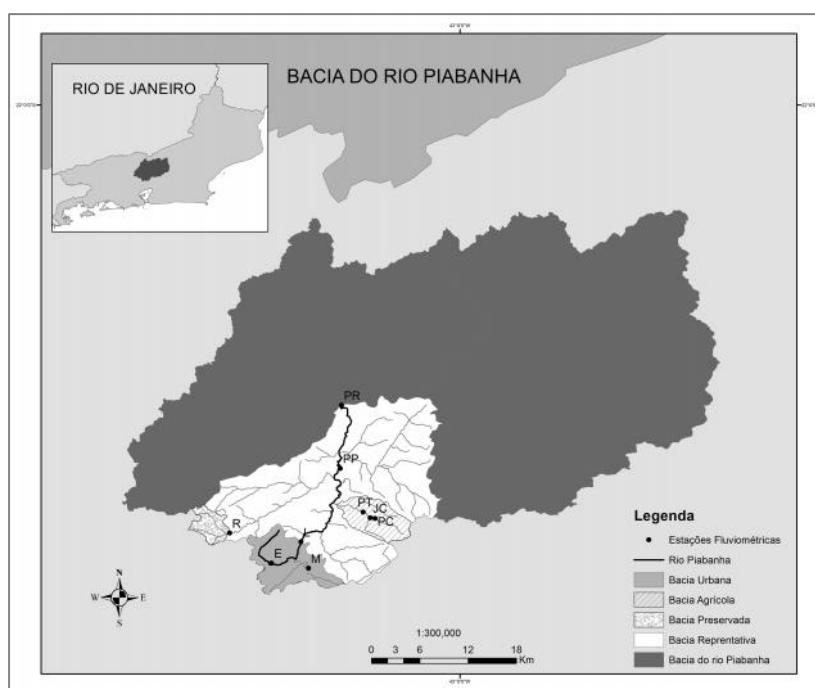 BACIA DO RIO PIABANHA
RIO DE JANEIRO
PR
PP
PT
JC
PC
R
E
M
Legenda
Estações Fluviométricas
Rio Piabanha
Bacia Urbana
Bacia Agrícola
Bacia Preservada
Bacia Reprentativa
Bacia do rio Piabanha
N
W
E
S
1:300,000
0 3 6 12 18
Km